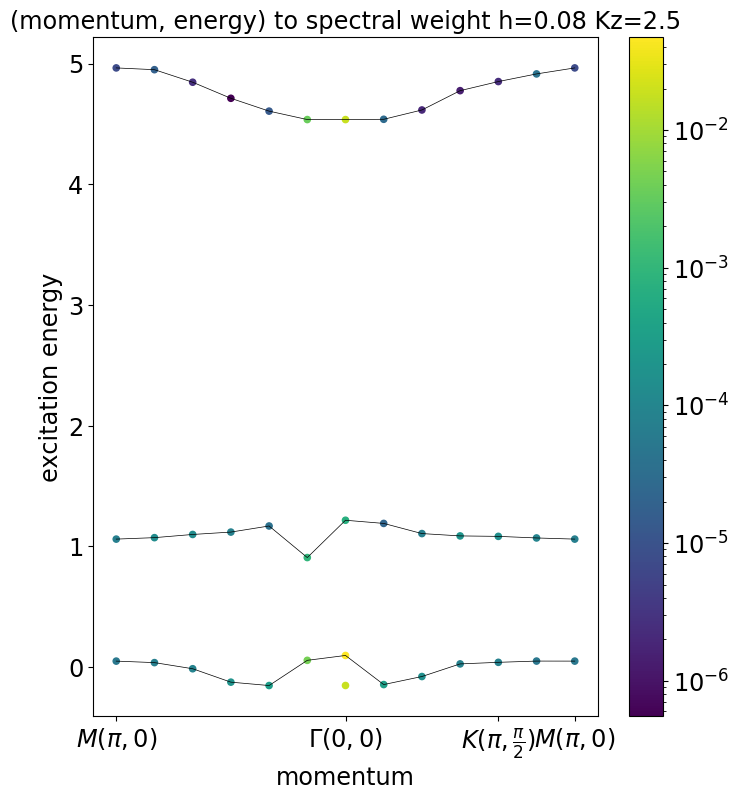 (momentum, energy) to spectral weight h=0.08 Kz=2.5
excitation energy
5
4
3
2
1
0
M(π, 0)
Γ(0, 0)
K(π, π/2)
M(π, 0)
momentum
10⁻²
10⁻³
10⁻⁴
10⁻⁵
10⁻⁶